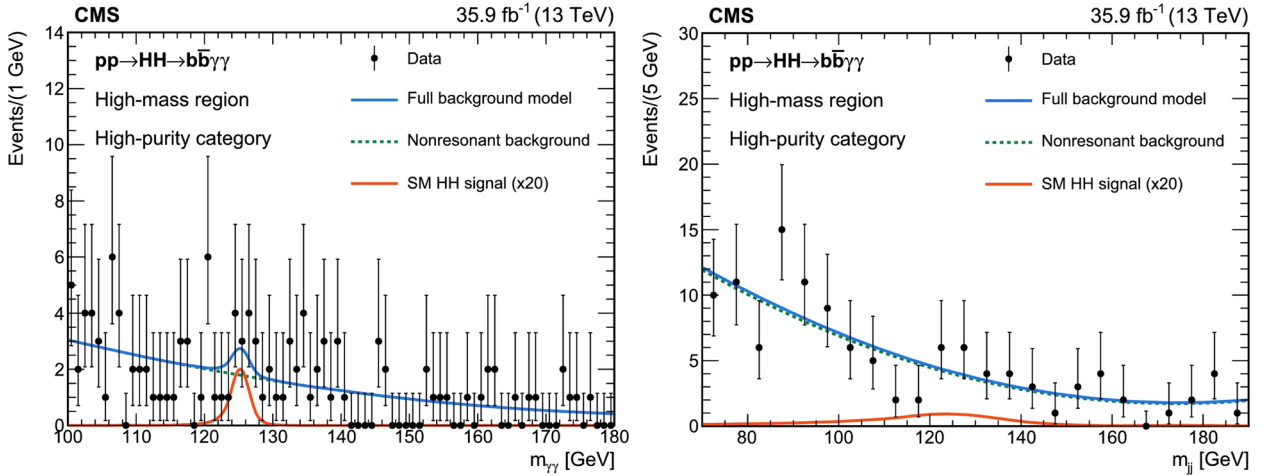 CMS 35.9 fb⁻¹ (13 TeV)
Events/(1 GeV)
14
12
10
8
6
4
2
0
pp→HH→bb̅γγ
High-mass region
High-purity category
Data
Full background model
Nonresonant background
SM HH signal (x20)
100 110 120 130 140 150 160 170 180
mγγ [GeV]
CMS 35.9 fb⁻¹ (13 TeV)
Events/(5 GeV)
30
25
20
15
10
5
0
pp→HH→bb̅γγ
High-mass region
High-purity category
Data
Full background model
Nonresonant background
SM HH signal (x20)
80 100 120 140 160 180
mjj [GeV]